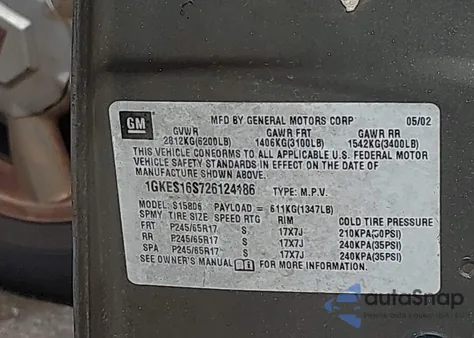 GM
MFD BY GENERAL MOTORS CORP 05/02
GVWR GAWR FRT GAWR RR
2812KG(6200LB) 1406KG(3100LB) 1542KG(3400LB)
THIS VEHICLE CONFORMS TO ALL APPLICABLE U.S. FEDERAL MOTOR
VEHICLE SAFETY STANDARDS IN EFFECT ON THE DATE OF
MANUFACTURE SHOWN ABOVE.
1GKES16S726124186 TYPE: M.P.V.
MODEL: S15806 PAYLOAD = 611KG(1347LB)
SPMY TIRE SIZE SPEED RTG RIM COLD TIRE PRESSURE
FRT P245/65R17 S 17X7J 210KPA(30PSI)
RR P245/65R17 S 17X7J 240KPA(35PSI)
SPA P245/65R17 S 17X7J 240KPA(35PSI)
SEE OWNER'S MANUAL FOR MORE INFORMATION
autoSnap